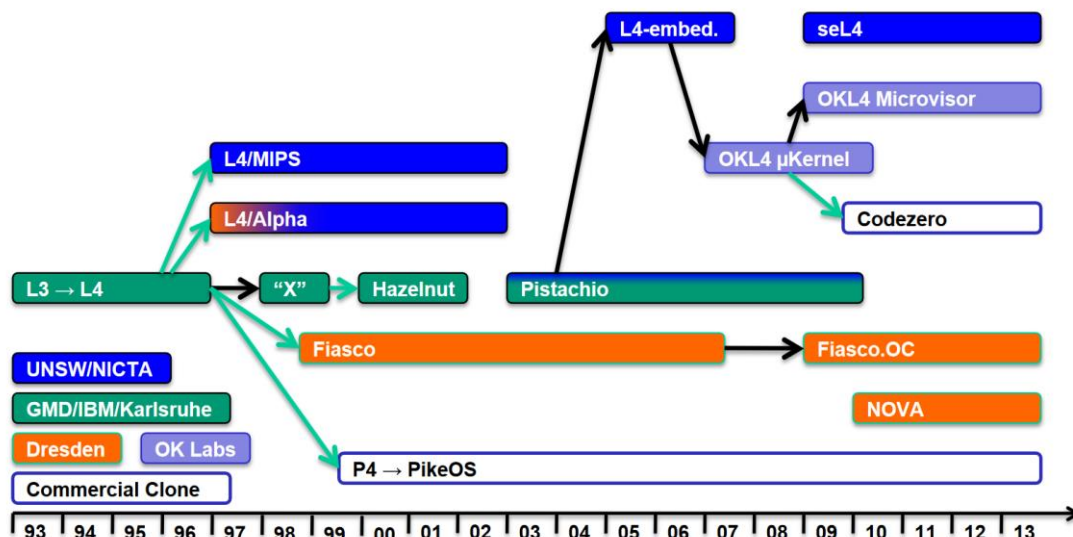 L4-embed.
seL4
OKL4 Microvisor
L4/MIPS
OKL4 µKernel
L4/Alpha
Codezero
L3 → L4
“X”
Hazelnut
Pistachio
Fiasco
Fiasco.OC
UNSW/NICTA
GMD/IBM/Karlsruhe
NOVA
Dresden
OK Labs
P4 → PikeOS
Commercial Clone
93 94 95 96 97 98 99 00 01 02 03 04 05 06 07 08 09 10 11 12 13